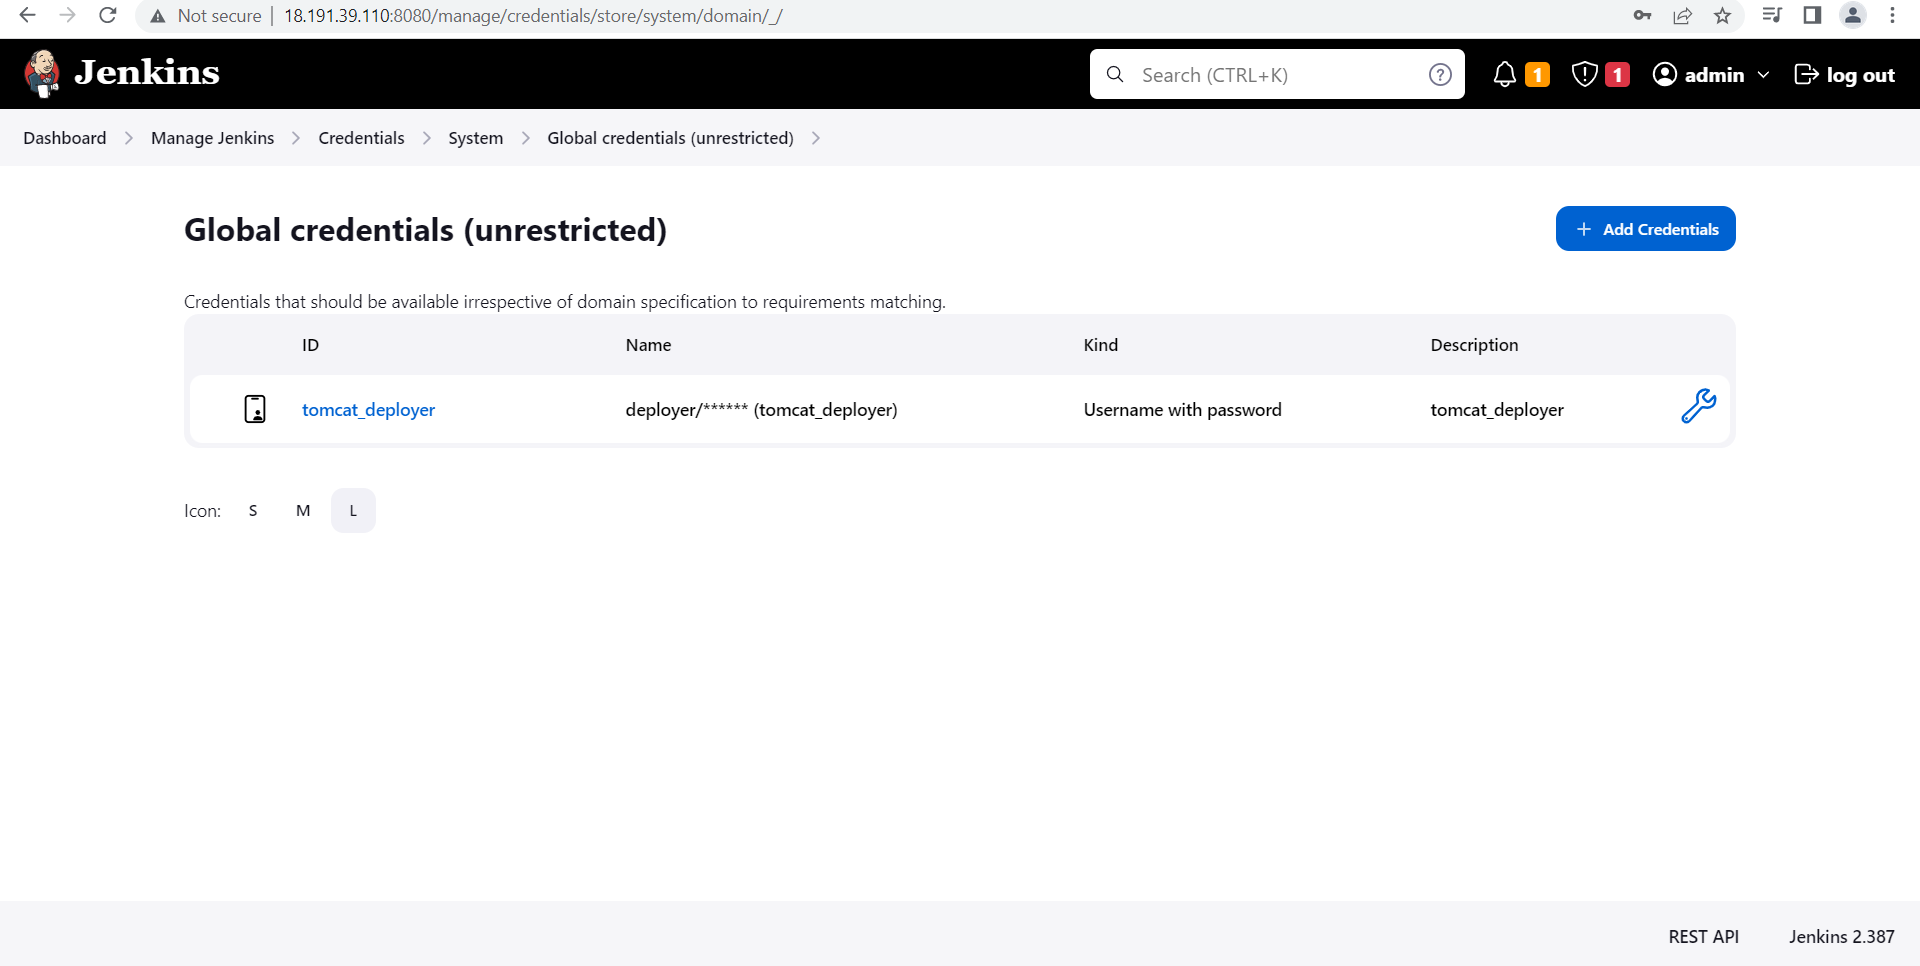 Not secure | 18.191.39.110:8080/manage/credentials/store/system/domain/_/
Jenkins
Search (CTRL+K)
?
1
1
admin
log out
Dashboard
Manage Jenkins
Credentials
System
Global credentials (unrestricted)
Global credentials (unrestricted)
+ Add Credentials
Credentials that should be available irrespective of domain specification to requirements matching.
ID Name Kind Description
tomcat_deployer deployer/****** (tomcat_deployer) Username with password tomcat_deployer
Icon: S M L
REST API Jenkins 2.387